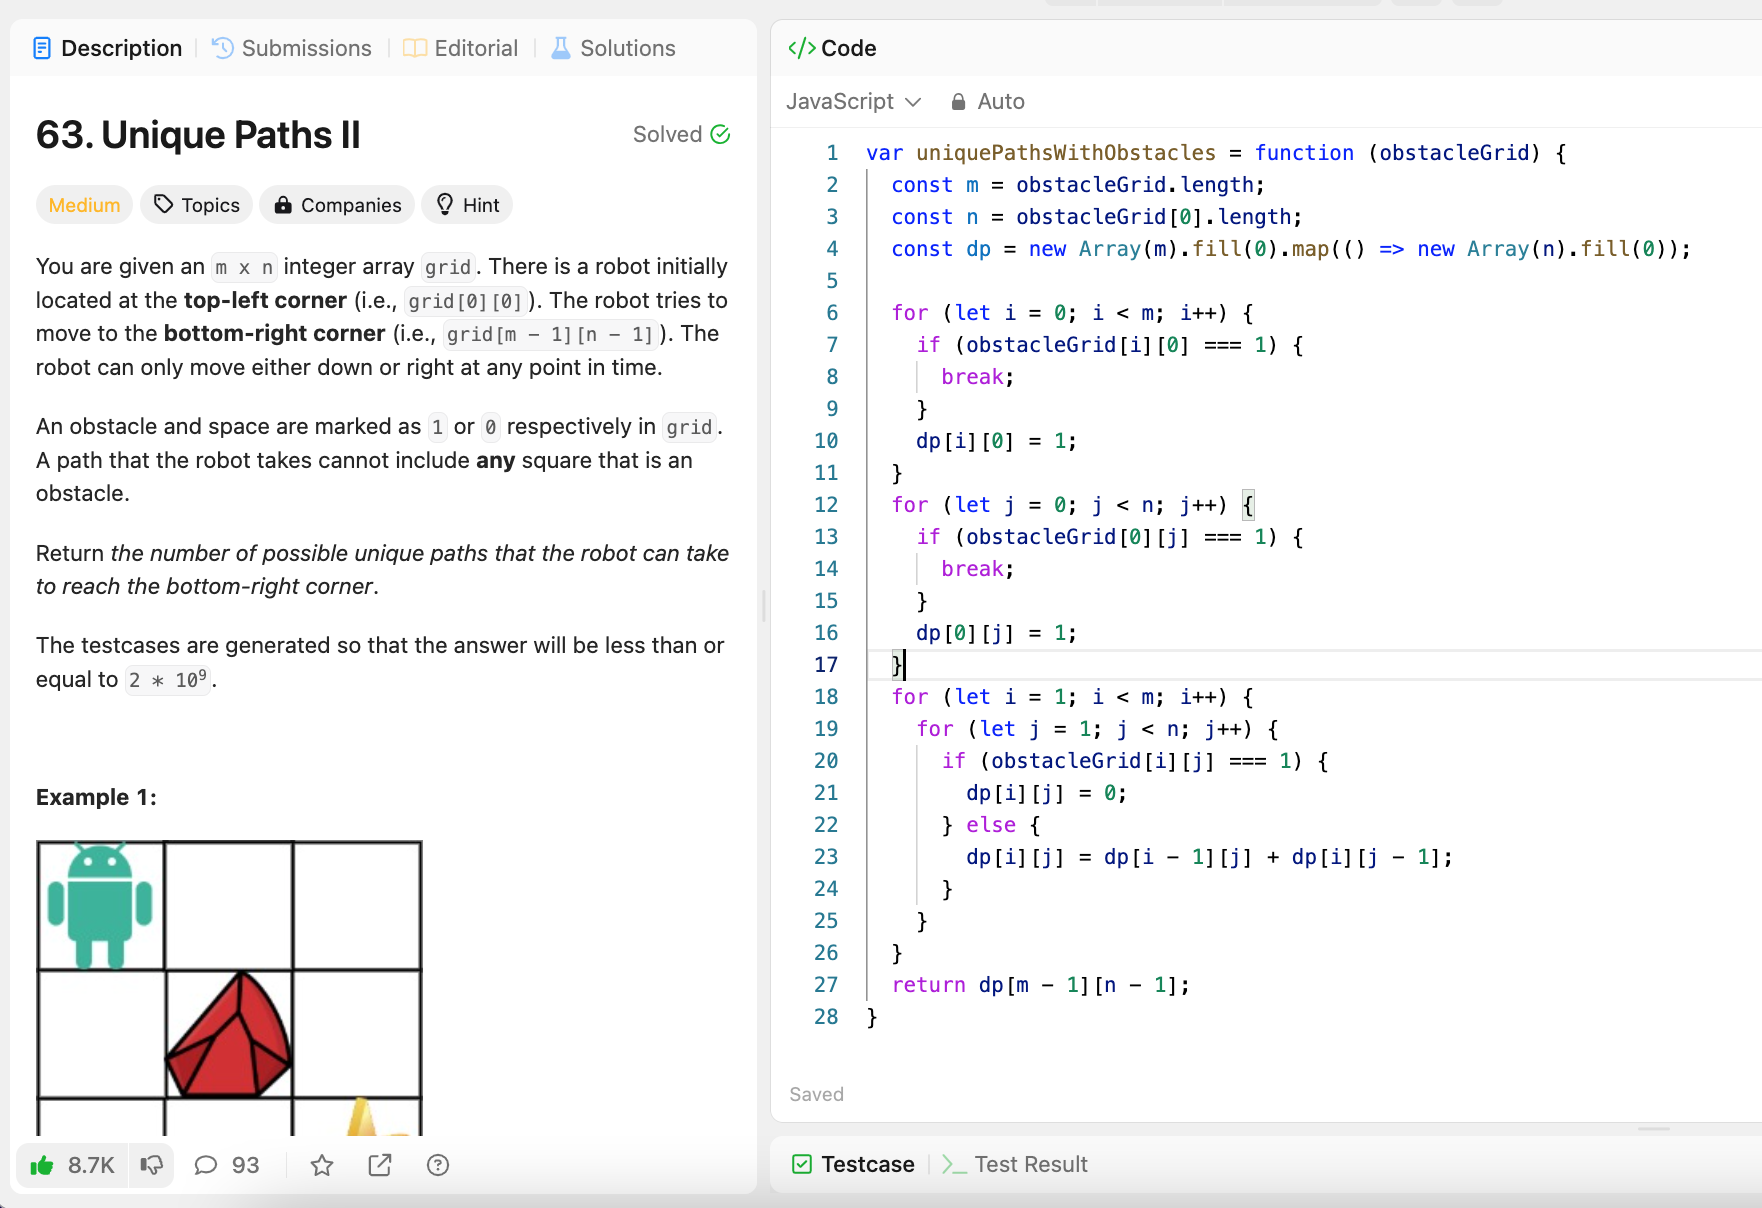 Description Submissions Editorial Solutions
63. Unique Paths II
Solved
Medium Topics Companies Hint
You are given an m x n integer array grid. There is a robot initially
located at the top-left corner (i.e., grid[0][0]). The robot tries to
move to the bottom-right corner (i.e., grid[m - 1][n - 1]). The
robot can only move either down or right at any point in time.
An obstacle and space are marked as 1 or 0 respectively in grid.
A path that the robot takes cannot include any square that is an
obstacle.
Return the number of possible unique paths that the robot can take
to reach the bottom-right corner.
The testcases are generated so that the answer will be less than or
equal to 2 * 10⁹.
Example 1:
8.7K 93
</> Code
JavaScript Auto
1 var uniquePathsWithObstacles = function (obstacleGrid) {
2   const m = obstacleGrid.length;
3   const n = obstacleGrid[0].length;
4   const dp = new Array(m).fill(0).map(() => new Array(n).fill(0));
5
6   for (let i = 0; i < m; i++) {
7     if (obstacleGrid[i][0] === 1) {
8       break;
9     }
10     dp[i][0] = 1;
11   }
12   for (let j = 0; j < n; j++) {
13     if (obstacleGrid[0][j] === 1) {
14       break;
15     }
16     dp[0][j] = 1;
17   }
18   for (let i = 1; i < m; i++) {
19     for (let j = 1; j < n; j++) {
20       if (obstacleGrid[i][j] === 1) {
21         dp[i][j] = 0;
22       } else {
23         dp[i][j] = dp[i - 1][j] + dp[i][j - 1];
24       }
25     }
26   }
27   return dp[m - 1][n - 1];
28 }
Saved
Testcase >_ Test Result